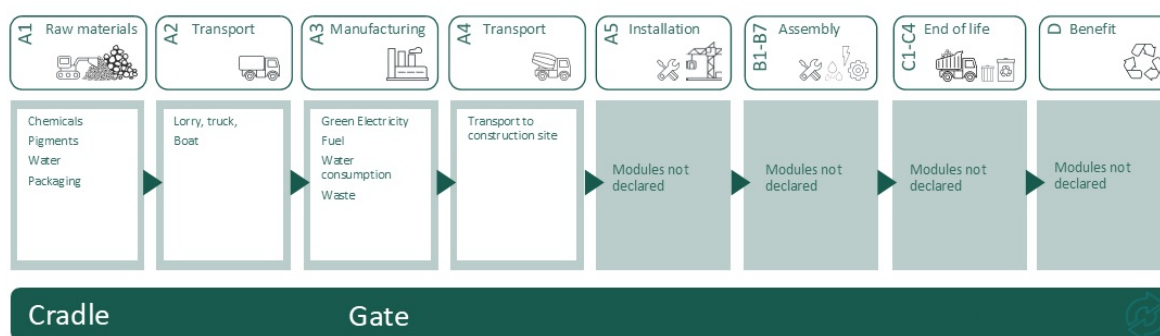 A1 Raw materials
A2 Transport
A3 Manufacturing
A4 Transport
A5 Installation
B1-B7 Assembly
C1-C4 End of life
D Benefit
Chemicals
Pigments
Water
Packaging
Lorry, truck,
Boat
Green Electricity
Fuel
Water
consumption
Waste
Transport to
construction site
Modules not
declared
Modules not
declared
Modules not
declared
Modules not
declared
Cradle
Gate